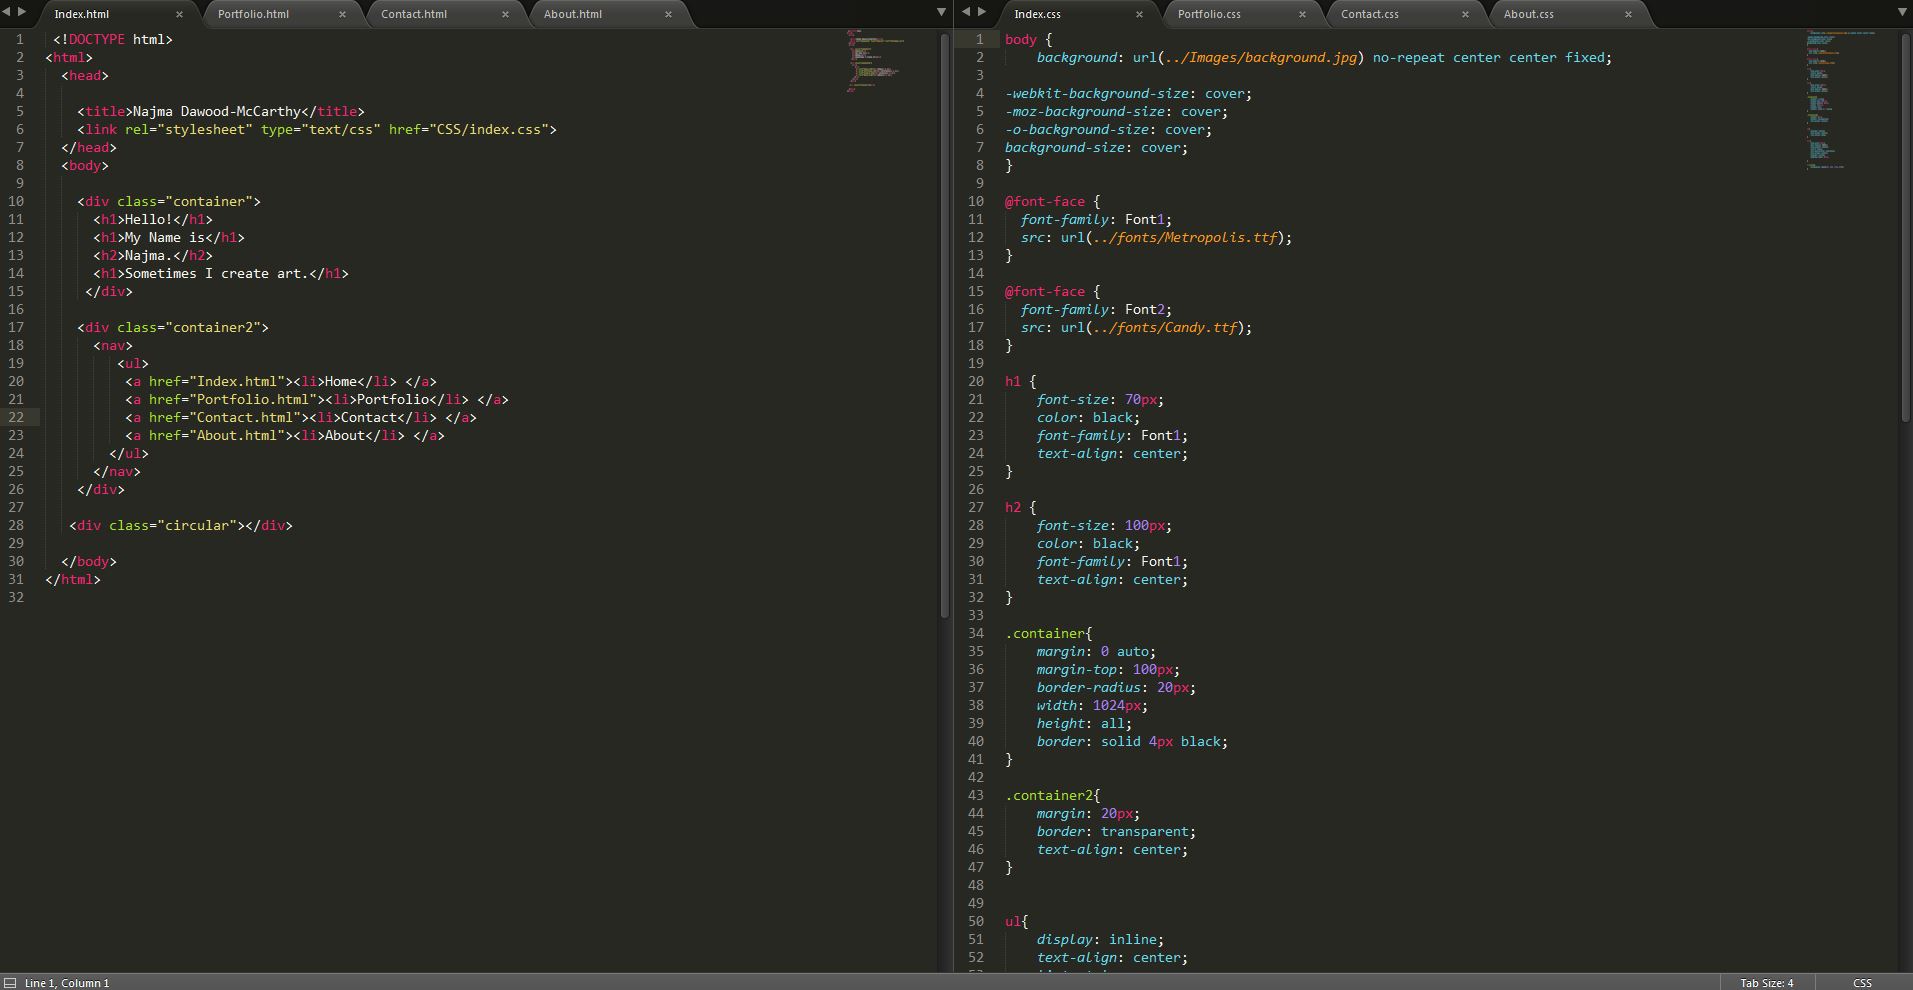 Index.html × Portfolio.html × Contact.html × About.html ×
1 <!DOCTYPE html>
2 <html>
3 <head>
4
5 <title>Najma Dawood-McCarthy</title>
6 <link rel="stylesheet" type="text/css" href="CSS/index.css">
7 </head>
8 <body>
9
10 <div class="container">
11 <h1>Hello!</h1>
12 <h1>My Name is</h1>
13 <h2>Najma.</h2>
14 <h1>Sometimes I create art.</h1>
15 </div>
16
17 <div class="container2">
18 <nav>
19 <ul>
20 <a href="Index.html"><li>Home</li> </a>
21 <a href="Portfolio.html"><li>Portfolio</li> </a>
22 <a href="Contact.html"><li>Contact</li> </a>
23 <a href="About.html"><li>About</li> </a>
24 </ul>
25 </nav>
26 </div>
27
28 <div class="circular"></div>
29
30 </body>
31 </html>
32
Index.css × Portfolio.css × Contact.css × About.css ×
1 body {
2 background: url(../Images/background.jpg) no-repeat center center fixed;
3
4 -webkit-background-size: cover;
5 -moz-background-size: cover;
6 -o-background-size: cover;
7 background-size: cover;
8 }
9
10 @font-face {
11 font-family: Font1;
12 src: url(../fonts/Metropolis.ttf);
13 }
14
15 @font-face {
16 font-family: Font2;
17 src: url(../fonts/Candy.ttf);
18 }
19
20 h1 {
21 font-size: 70px;
22 color: black;
23 font-family: Font1;
24 text-align: center;
25 }
26
27 h2 {
28 font-size: 100px;
29 color: black;
30 font-family: Font1;
31 text-align: center;
32 }
33
34 .container{
35 margin: 0 auto;
36 margin-top: 100px;
37 border-radius: 20px;
38 width: 1024px;
39 height: all;
40 border: solid 4px black;
41 }
42
43 .container2{
44 margin: 20px;
45 border: transparent;
46 text-align: center;
47 }
48
49
50 ul{
51 display: inline;
52 text-align: center;
Line 1, Column 1 Tab Size: 4 CSS